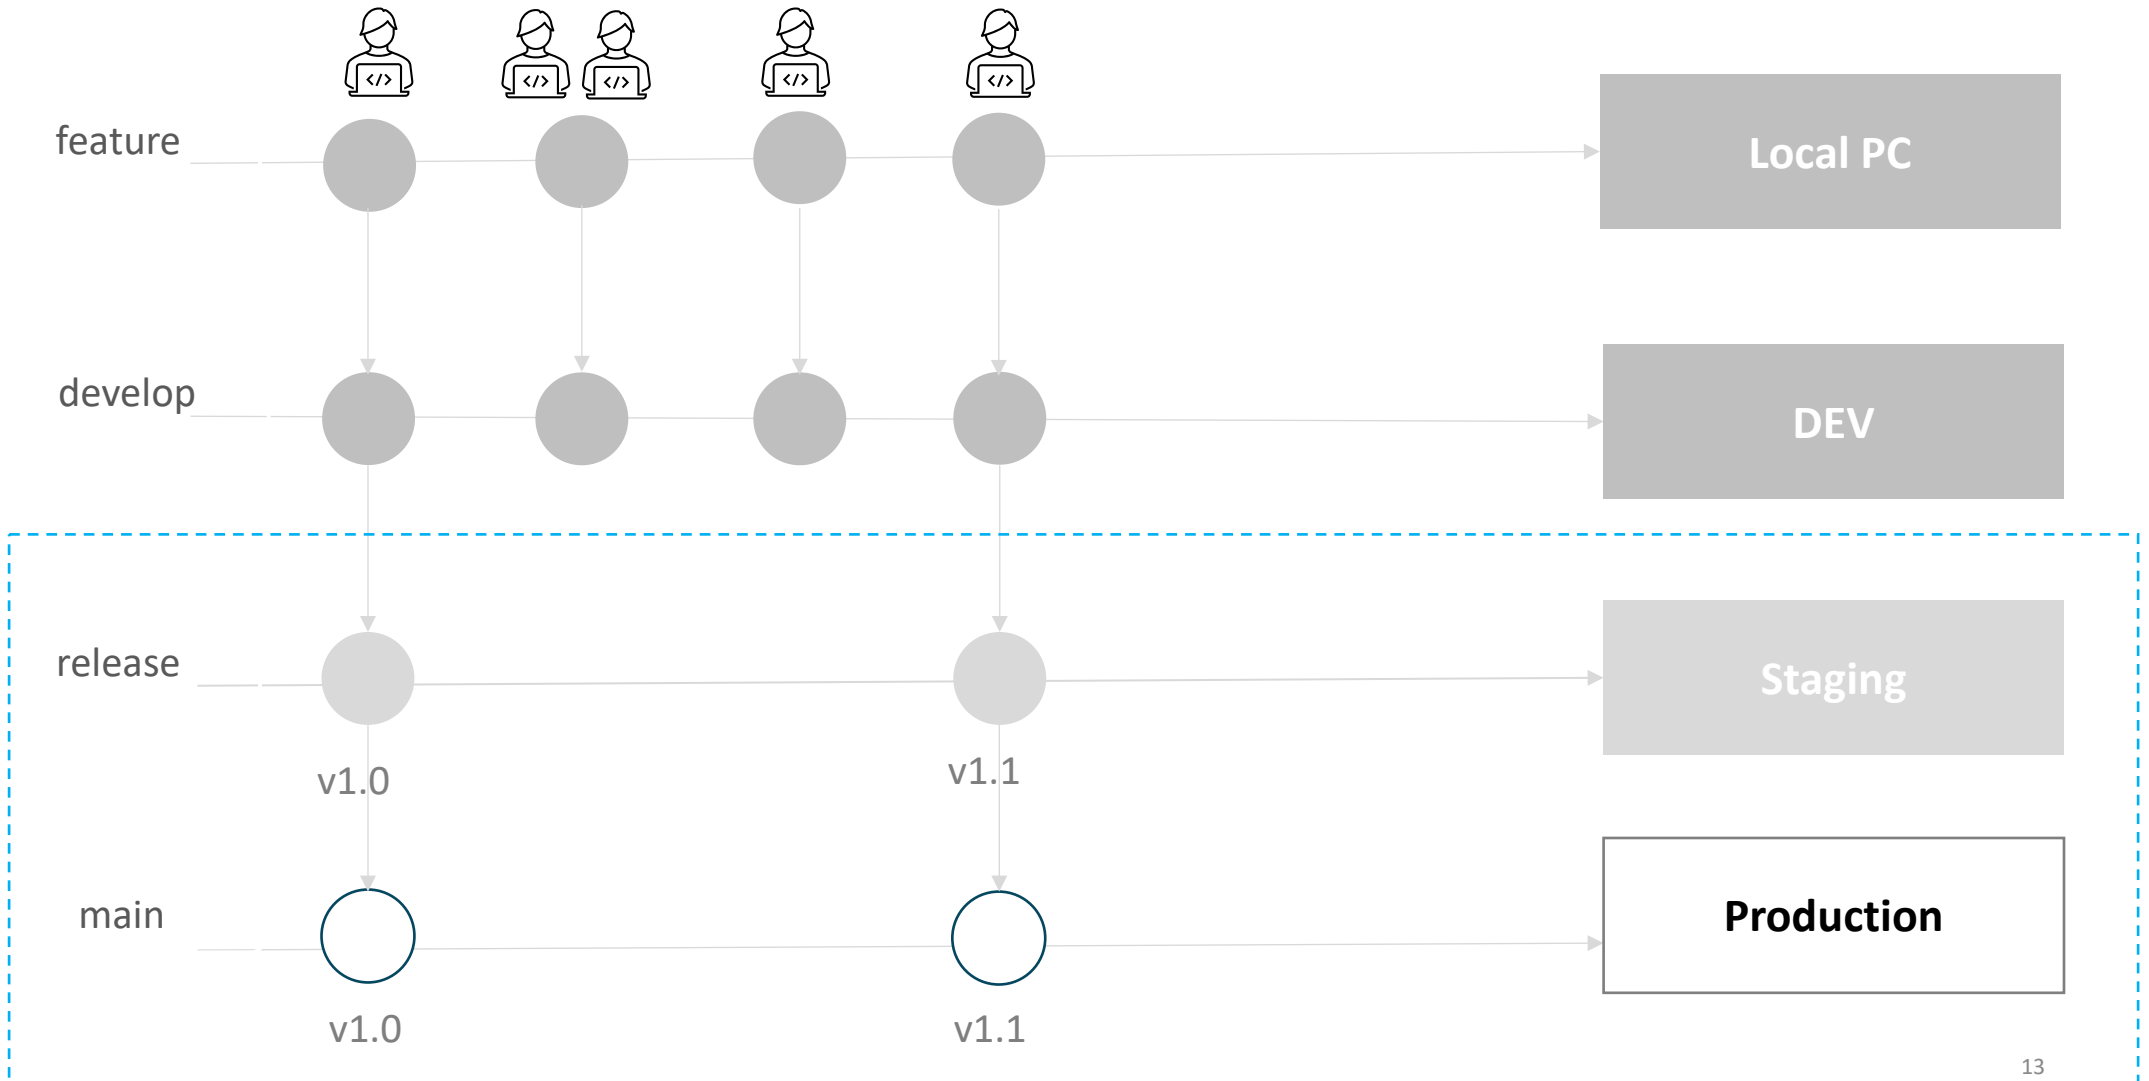 </>
</>
</>
</>
</>
feature
Local PC
develop
DEV
release
Staging
v1.0
v1.1
main
Production
v1.0
v1.1
13